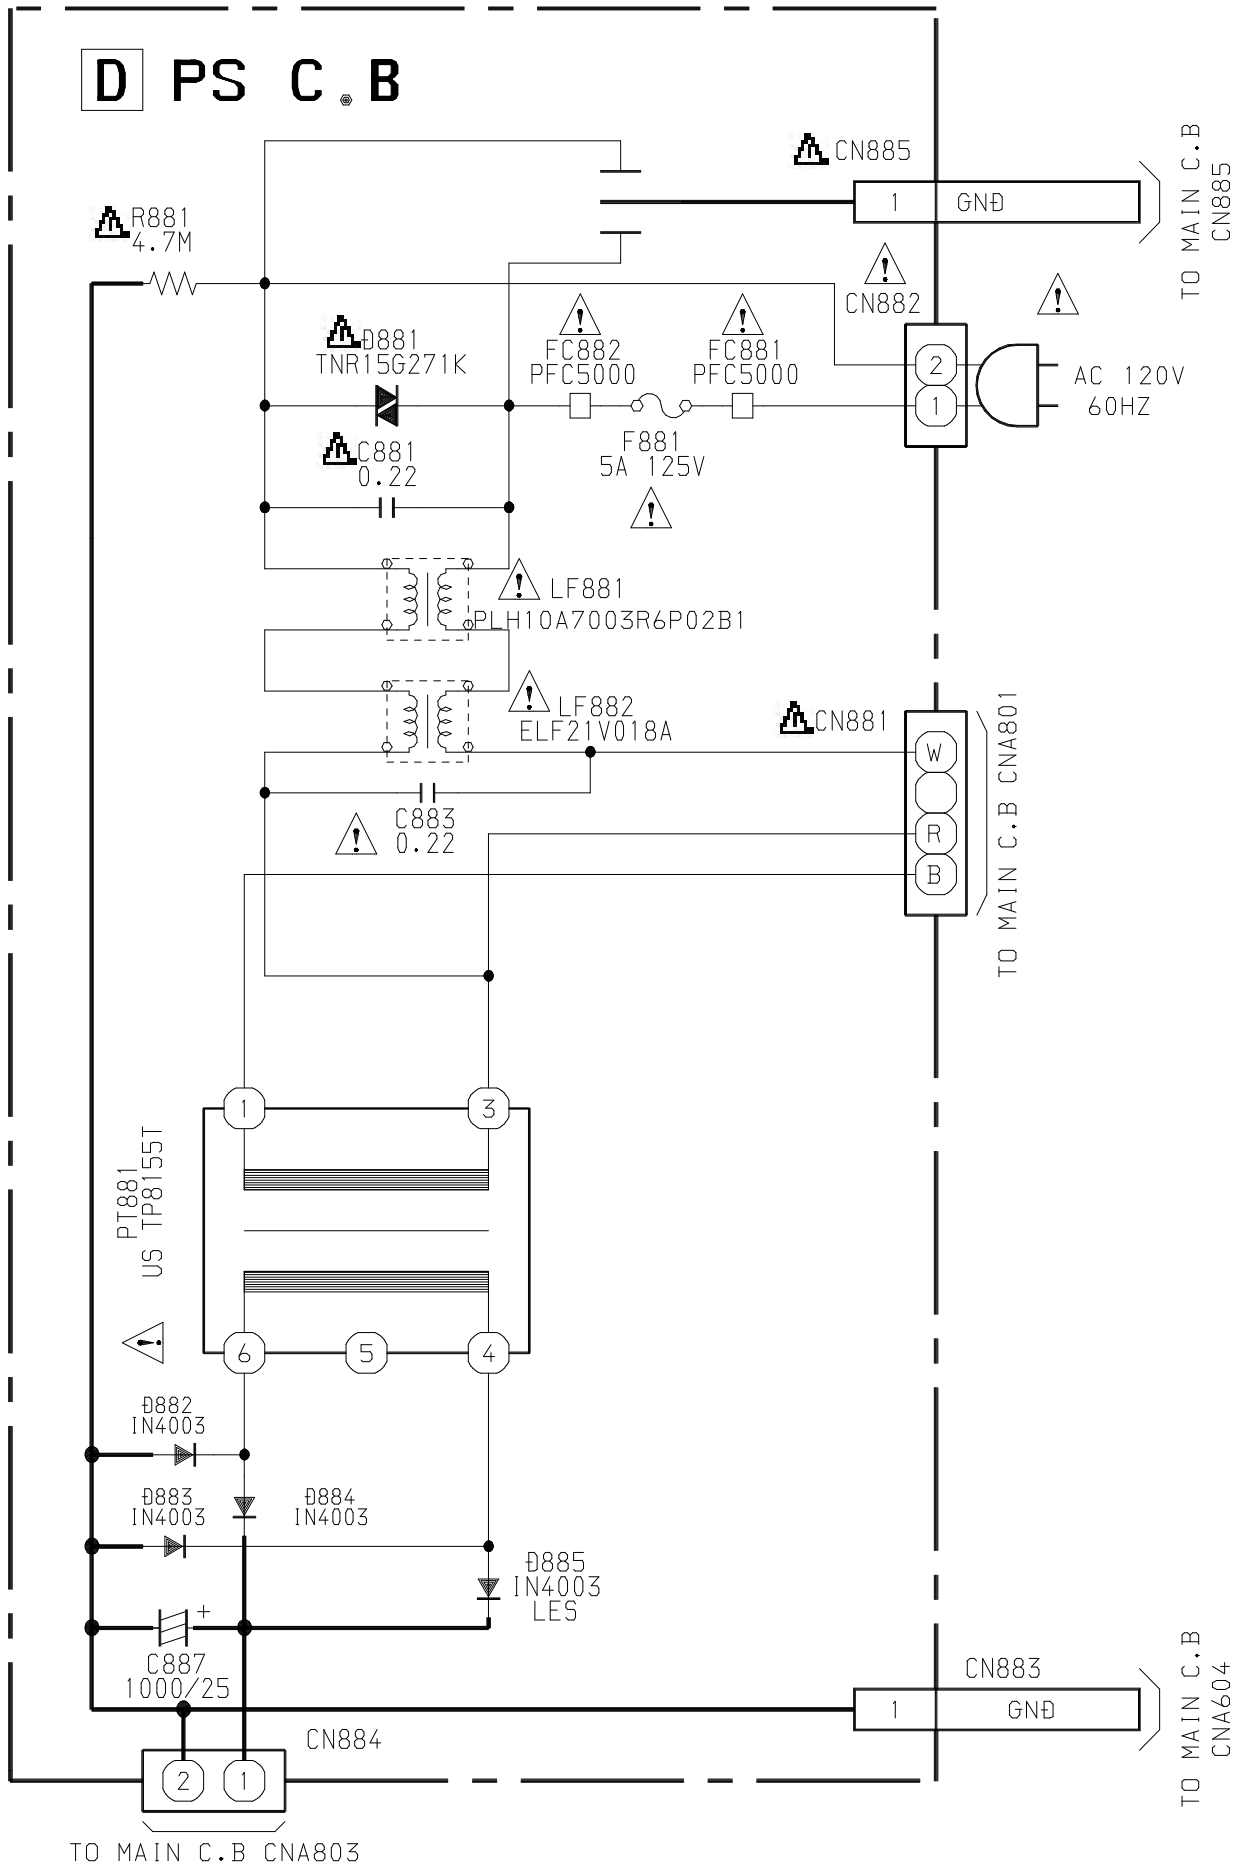 D PS C.B
CN885
1 GND
TO MAIN C.B
CN885
R881
4.7M
CN882
D881
TNR15G271K
FC882
PFC5000
FC881
PFC5000
2
1
AC 120V
60HZ
F881
5A 125V
C881
0.22
LF881
PLH10A7003R6P02B1
LF882
ELF21V018A
CN881
W
R
B
TO MAIN C.B CNA801
C883
0.22
1
3
PT881
US TP8155T
6
5
4
D882
IN4003
D883
IN4003
D884
IN4003
D885
IN4003
LES
+
C887
1000/25
CN883
1 GND
TO MAIN C.B
CNA604
CN884
2
1
TO MAIN C.B CNA803